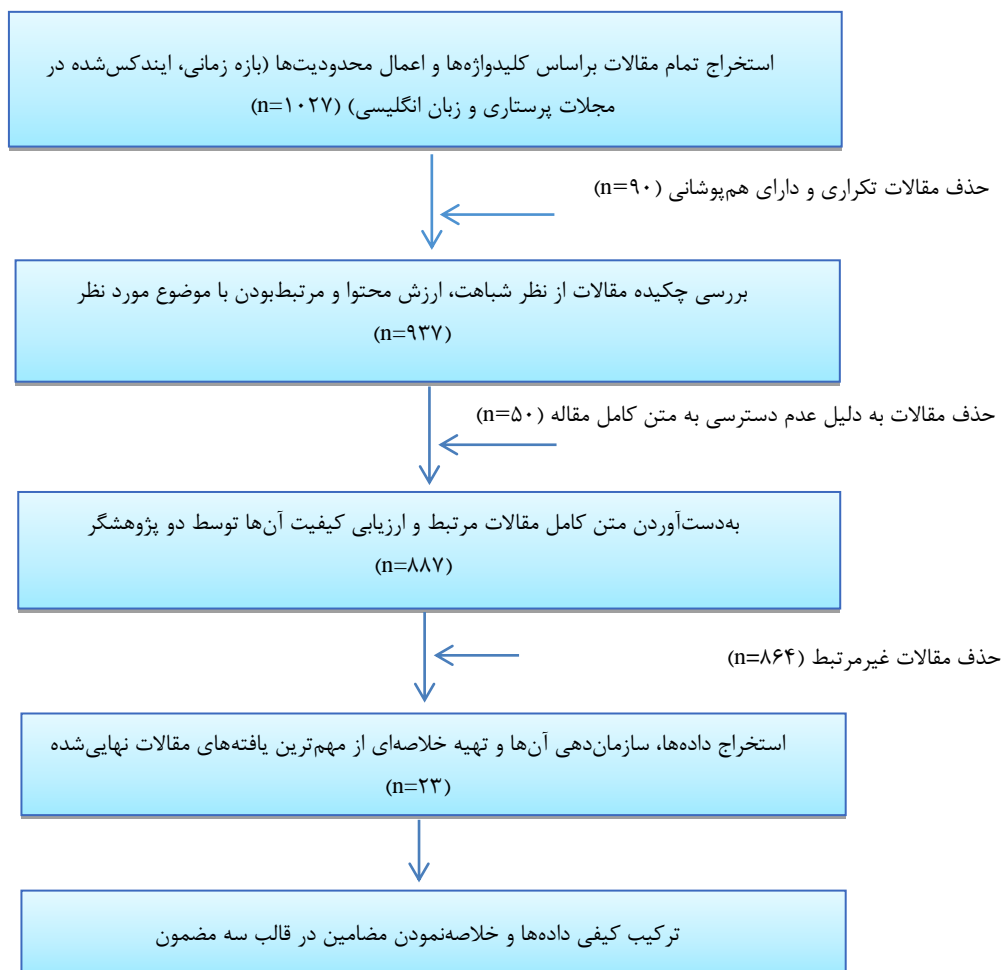 استخراج تمام مقالات براساس کلیدواژه‌ها و اعمال محدودیت‌ها (بازه زمانی، ایندکس‌شده در
مجلات پرستاری و زبان انگلیسی) (n=۱۰۲۷)
حذف مقالات تکراری و دارای هم‌پوشانی (n=۹۰)
بررسی چکیده مقالات از نظر شباهت، ارزش محتوا و مرتبط‌بودن با موضوع مورد نظر
(n=۹۳۷)
حذف مقالات به دلیل عدم دسترسی به متن کامل مقاله (n=۵۰)
به‌دست‌آوردن متن کامل مقالات مرتبط و ارزیابی کیفیت آن‌ها توسط دو پژوهشگر
(n=۸۸۷)
حذف مقالات غیرمرتبط (n=۸۶۴)
استخراج داده‌ها، سازمان‌دهی آن‌ها و تهیه خلاصه‌ای از مهم‌ترین یافته‌های مقالات نهایی‌شده
(n=۲۳)
ترکیب کیفی داده‌ها و خلاصه‌نمودن مضامین در قالب سه مضمون